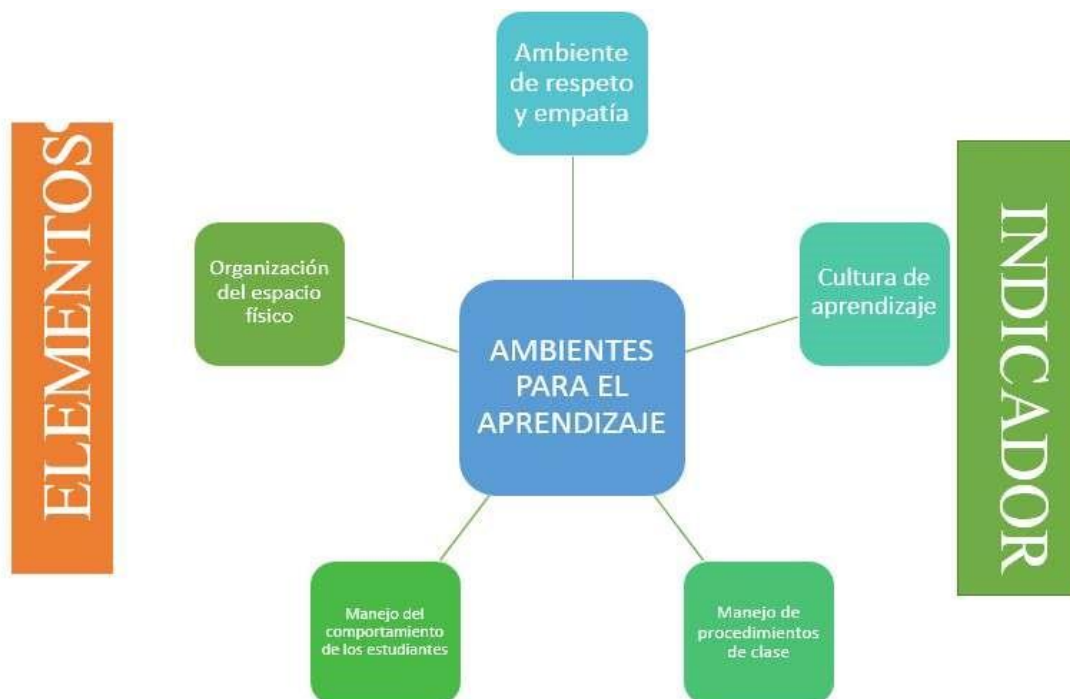 ELEMENTOS
Ambiente
de respeto
y empatía
Organización
del espacio
físico
Cultura de
aprendizaje
AMBIENTES
PARA EL
APRENDIZAJE
Manejo del
comportamiento
de los estudiantes
Manejo de
procedimientos
de clase
INDICADOR